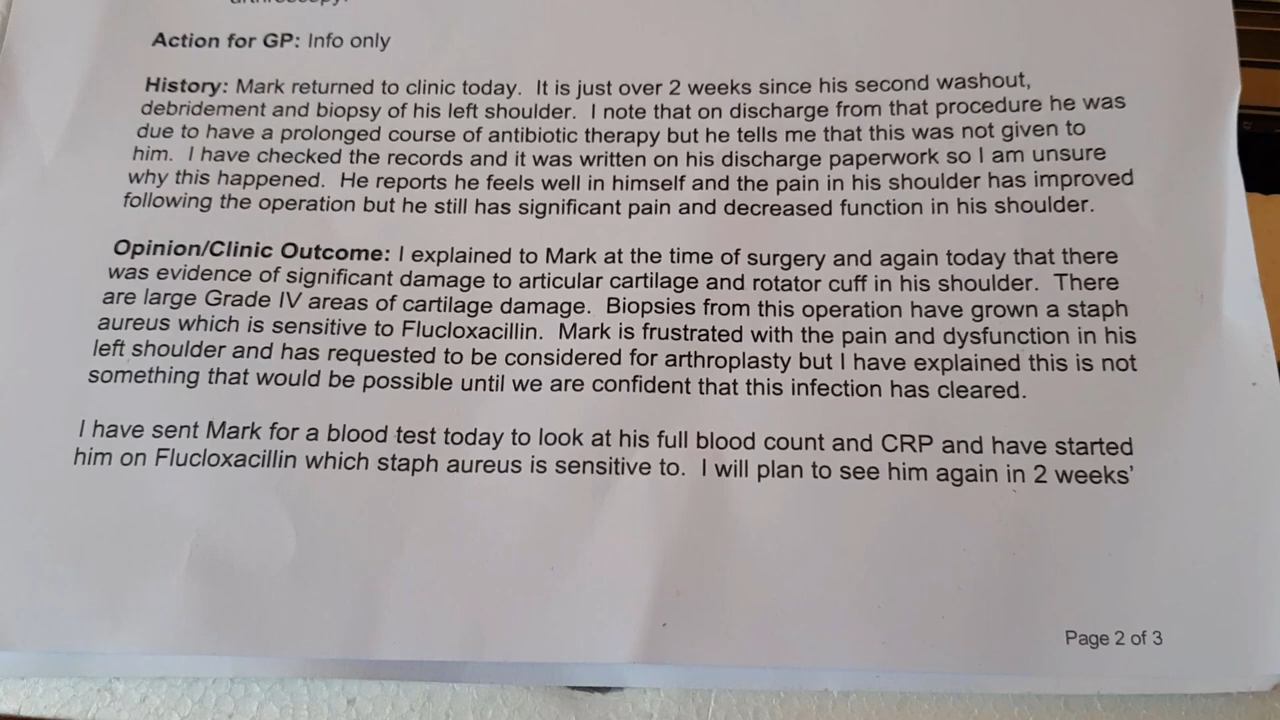 arthroscopy.
Action for GP: Info only
History: Mark returned to clinic today. It is just over 2 weeks since his second washout,
debridement and biopsy of his left shoulder. I note that on discharge from that procedure he was
due to have a prolonged course of antibiotic therapy but he tells me that this was not given to
him. I have checked the records and it was written on his discharge paperwork so I am unsure
why this happened. He reports he feels well in himself and the pain in his shoulder has improved
following the operation but he still has significant pain and decreased function in his shoulder.
Opinion/Clinic Outcome: I explained to Mark at the time of surgery and again today that there
was evidence of significant damage to articular cartilage and rotator cuff in his shoulder. There
are large Grade IV areas of cartilage damage. Biopsies from this operation have grown a staph
aureus which is sensitive to Flucloxacillin. Mark is frustrated with the pain and dysfunction in his
left shoulder and has requested to be considered for arthroplasty but I have explained this is not
something that would be possible until we are confident that this infection has cleared.
I have sent Mark for a blood test today to look at his full blood count and CRP and have started
him on Flucloxacillin which staph aureus is sensitive to. I will plan to see him again in 2 weeks'
Page 2 of 3